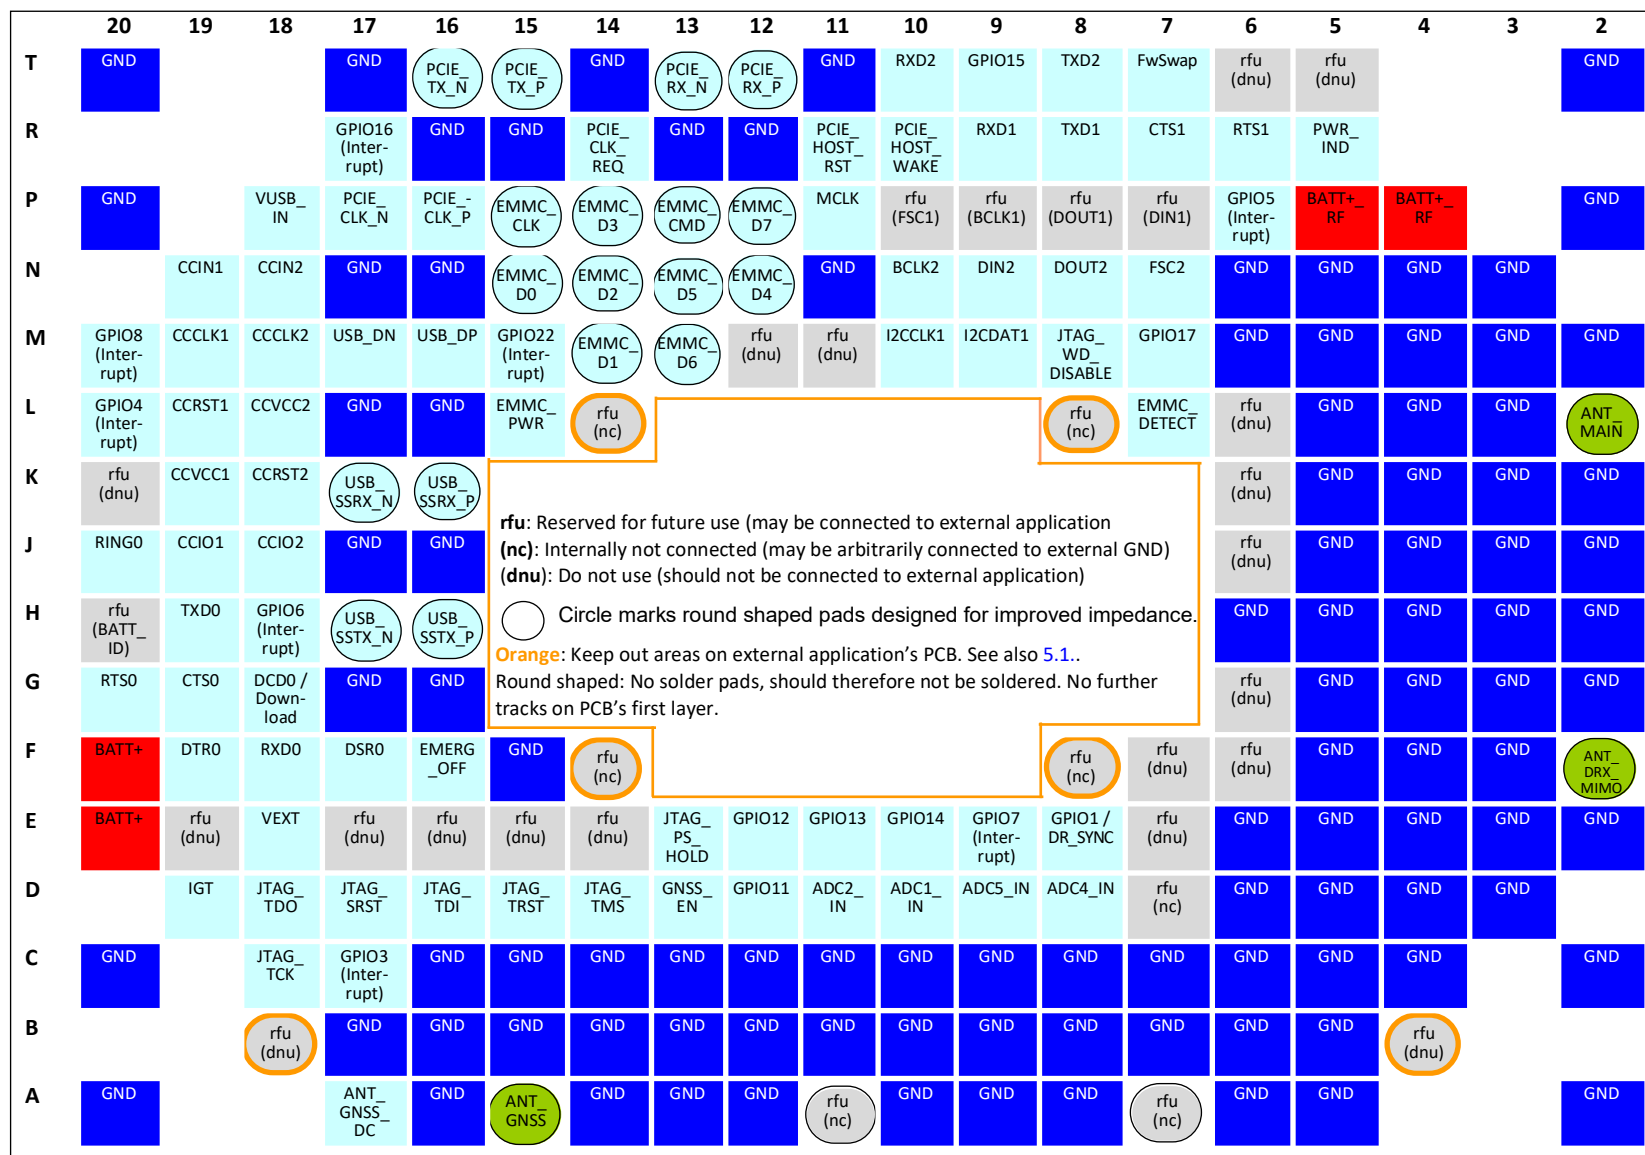 20 19 18 17 16 15 14 13 12 11 10 9 8 7 6 5 4 3 2
T GND GND PCIE_ TX_N PCIE_ TX_P GND PCIE_ RX_N PCIE_ RX_P GND RXD2 GPIO15 TXD2 FwSwap rfu (dnu) rfu (dnu) GND
R GPIO16 (Inter- rupt) GND GND PCIE_ CLK_ REQ GND GND PCIE_ HOST_ RST PCIE_ HOST_ WAKE RXD1 TXD1 CTS1 RTS1 PWR_ IND
P GND VUSB_ IN PCIE_ CLK_N PCIE_- CLK_P EMMC_ CLK EMMC_ D3 EMMC_ CMD EMMC_ D7 MCLK rfu (FSC1) rfu (BCLK1) rfu (DOUT1) rfu (DIN1) GPIO5 (Inter- rupt) BATT+_ RF BATT+_ RF GND
N CCIN1 CCIN2 GND GND EMMC_ D0 EMMC_ D2 EMMC_ D5 EMMC_ D4 GND BCLK2 DIN2 DOUT2 FSC2 GND GND GND GND
M GPIO8 (Inter- rupt) CCCLK1 CCCLK2 USB_DN USB_DP GPIO22 (Inter- rupt) EMMC_ D1 EMMC_ D6 rfu (dnu) rfu (dnu) I2CCLK1 I2CDAT1 JTAG_ WD_ DISABLE GPIO17 GND GND GND GND GND
L GPIO4 (Inter- rupt) CCRST1 CCVCC2 GND GND EMMC_ PWR rfu (nc) rfu (nc) EMMC_ DETECT rfu (dnu) GND GND GND ANT_ MAIN
K rfu (dnu) CCVCC1 CCRST2 USB_ SSRX_N USB_ SSRX_P rfu (dnu) GND GND GND GND
J RING0 CCIO1 CCIO2 GND GND rfu (dnu) GND GND GND GND
H rfu (BATT_ ID) TXD0 GPIO6 (Inter- rupt) USB_ SSTX_N USB_ SSTX_P GND GND GND GND GND
G RTS0 CTS0 DCD0 / Down- load GND GND rfu (dnu) GND GND GND GND
rfu: Reserved for future use (may be connected to external application
(nc): Internally not connected (may be arbitrarily connected to external GND)
(dnu): Do not use (should not be connected to external application)
Circle marks round shaped pads designed for improved impedance.
Orange: Keep out areas on external application's PCB. See also 5.1..
Round shaped: No solder pads, should therefore not be soldered. No further
tracks on PCB's first layer.
F BATT+ DTR0 RXD0 DSR0 EMERG _OFF GND rfu (nc) rfu (nc) rfu (dnu) rfu (dnu) GND GND GND ANT_ DRX_ MIMO
E BATT+ rfu (dnu) VEXT rfu (dnu) rfu (dnu) rfu (dnu) rfu (dnu) JTAG_ PS_ HOLD GPIO12 GPIO13 GPIO14 GPIO7 (Inter- rupt) GPIO1 / DR_SYNC rfu (dnu) GND GND GND GND GND
D IGT JTAG_ TDO JTAG_ SRST JTAG_ TDI JTAG_ TRST JTAG_ TMS GNSS_ EN GPIO11 ADC2_ IN ADC1_ IN ADC5_IN ADC4_IN rfu (nc) GND GND GND GND
C GND JTAG_ TCK GPIO3 (Inter- rupt) GND GND GND GND GND GND GND GND GND GND GND GND GND GND
B rfu (dnu) GND GND GND GND GND GND GND GND GND GND GND GND GND rfu (dnu)
A GND ANT_ GNSS_ DC GND ANT_ GNSS GND GND GND rfu (nc) GND GND GND rfu (nc) GND GND GND